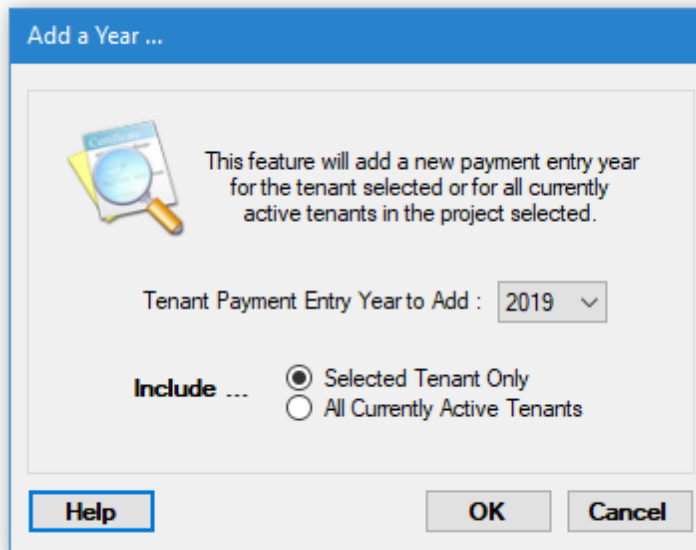 Add a Year ...
Certificate
This feature will add a new payment entry year
for the tenant selected or for all currently
active tenants in the project selected.
Tenant Payment Entry Year to Add : 2019
Include ...
Selected Tenant Only
All Currently Active Tenants
Help
OK
Cancel